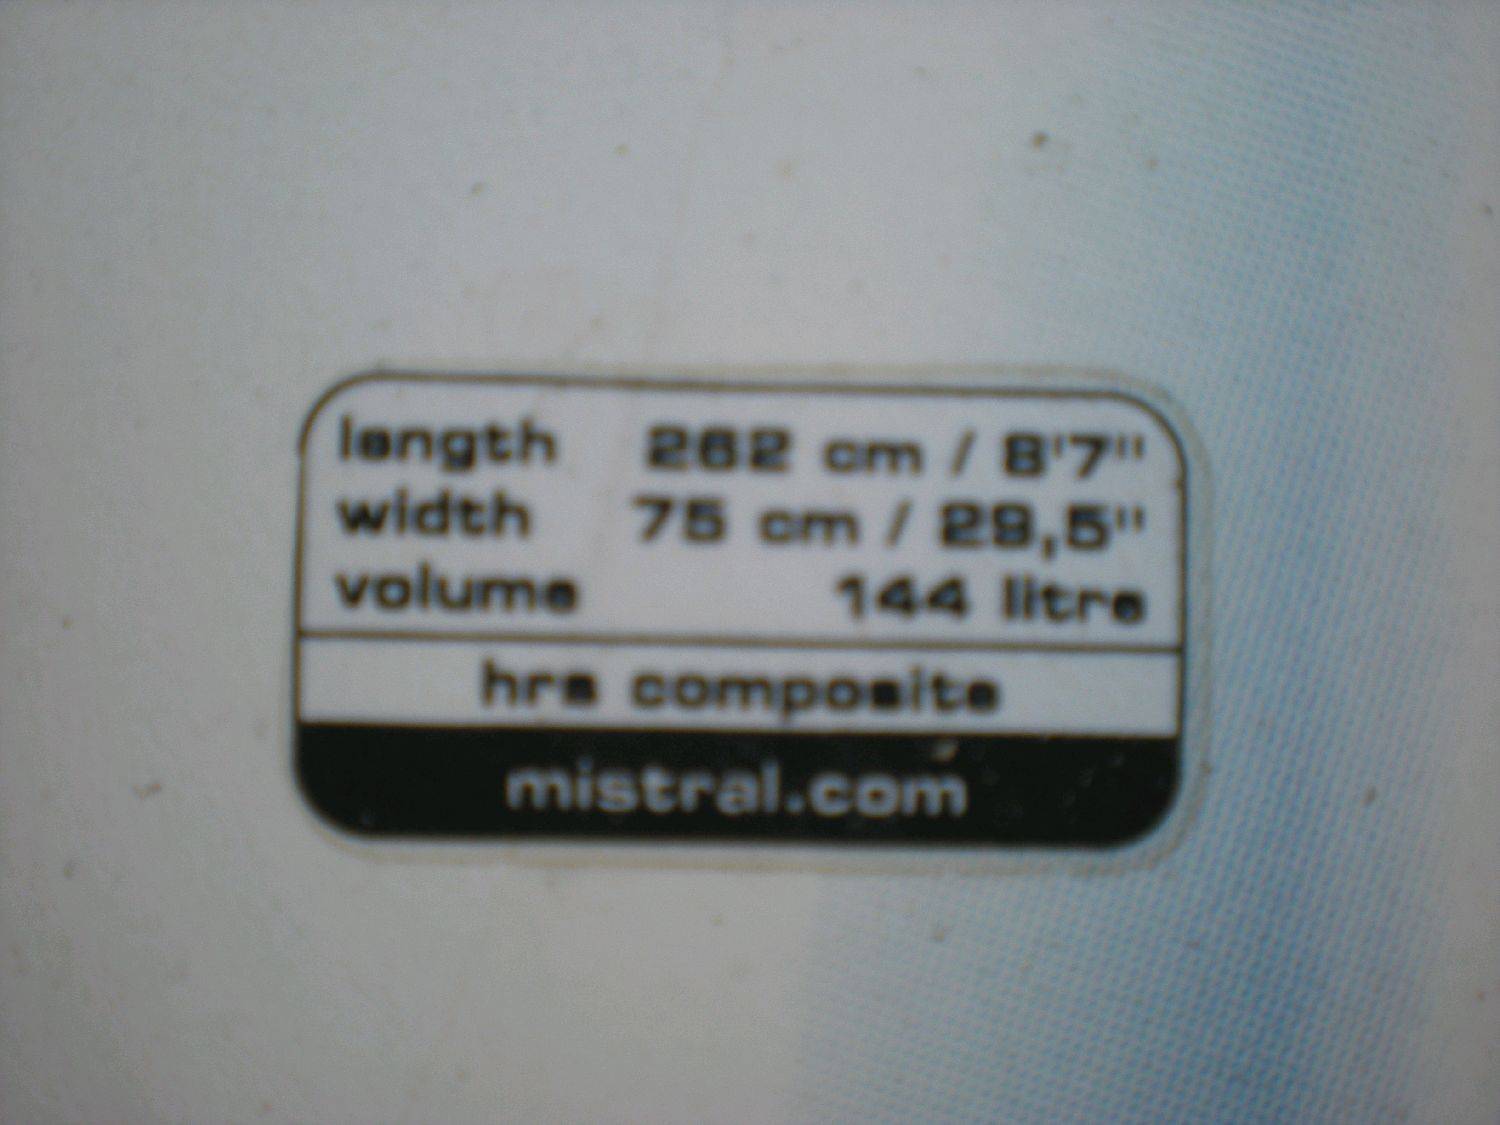 length 262 cm / 8'7"
width 75 cm / 29,5"
volume 144 litre
hrs composite
mistral.com